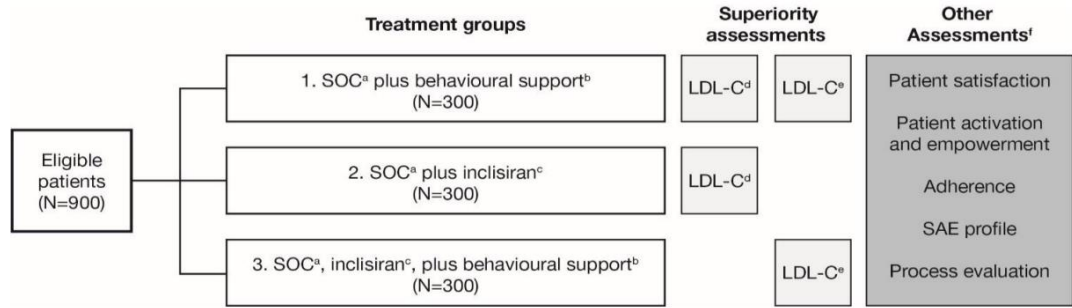 Treatment groups
Superiority
assessments
Other
Assessmentsᶠ
Eligible
patients
(N=900)
1. SOCᵃ plus behavioural supportᵇ
(N=300)
LDL-Cᵈ
LDL-Cᵉ
2. SOCᵃ plus inclisiranᶜ
(N=300)
LDL-Cᵈ
3. SOCᵃ, inclisiranᶜ, plus behavioural supportᵇ
(N=300)
LDL-Cᵉ
Patient satisfaction
Patient activation
and empowerment
Adherence
SAE profile
Process evaluation